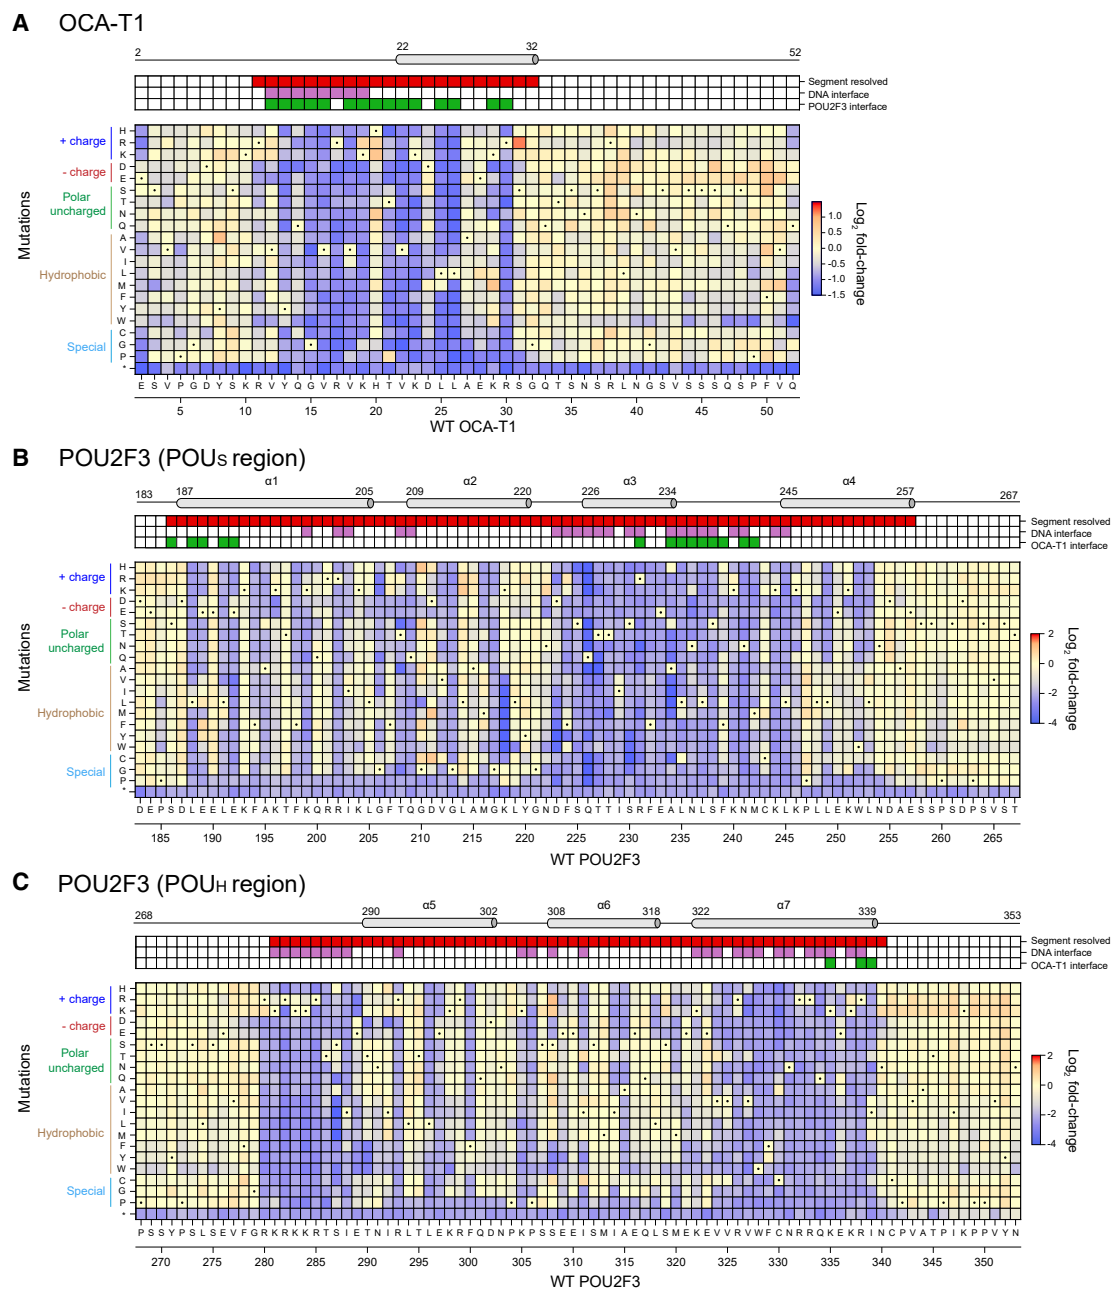 A OCA-T1
2 22 32 52
Segment resolved
DNA interface
POU2F3 interface
Mutations
+ charge
- charge
Polar
uncharged
Hydrophobic
Special
H
R
K
D
E
S
T
N
Q
A
V
I
L
M
F
Y
W
C
G
P
*
1.0
0.5
0.0
-0.5
-1.0
-1.5
Log2 fold-change
E S V P G D Y S K R V Y Q G V R V K H T V K D L L A E K R S G Q T S N S R L N G S V S S S Q S P F V Q
5 10 15 20 25 30 35 40 45 50
WT OCA-T1
B POU2F3 (POUS region)
α1 α2 α3 α4
183 187 205 209 220 226 234 245 257 267
Segment resolved
DNA interface
OCA-T1 interface
Mutations
+ charge
- charge
Polar
uncharged
Hydrophobic
Special
H
R
K
D
E
S
T
N
Q
A
V
I
L
M
F
Y
W
C
G
P
*
2
0
-2
-4
Log2 fold-change
D E P S D L E E L E K F A K T F K Q R R I K L G F T Q G D V G L A M G K L Y G N D F S Q T T I S R F E A L N L S F K N M C K L K P L L E K W L N D A E S S P S D P S V S T
185 190 195 200 205 210 215 220 225 230 235 240 245 250 255 260 265
WT POU2F3
C POU2F3 (POUH region)
α5 α6 α7
268 290 302 308 318 322 339 353
Segment resolved
DNA interface
OCA-T1 interface
Mutations
+ charge
- charge
Polar
uncharged
Hydrophobic
Special
H
R
K
D
E
S
T
N
Q
A
V
I
L
M
F
Y
W
C
G
P
*
2
0
-2
-4
Log2 fold-change
P S S Y P S L S E V F G R K R K K R T S I E T N I R L T L E K R F Q D N P K P S S E E I S M I A E Q L S M E K E V V R V W F C N R R Q K E K R I N C P V A T P I K P P V Y N
270 275 280 285 290 295 300 305 310 315 320 325 330 335 340 345 350
WT POU2F3